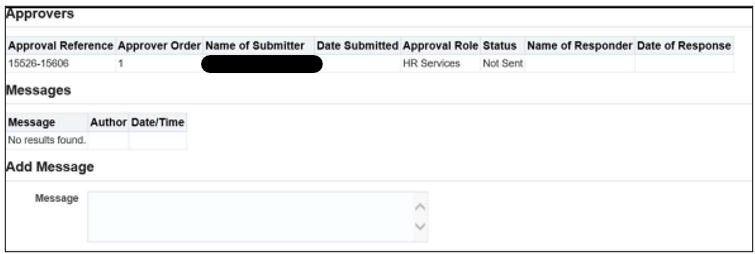 Approvers
Approval Reference Approver Order Name of Submitter Date Submitted Approval Role Status Name of Responder Date of Response
15526-15606 1 HR Services Not Sent
Messages
Message Author Date/Time
No results found.
Add Message
Message